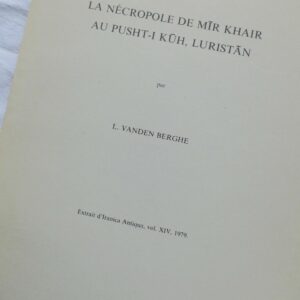 LA NÉCROPOLE DE MĪR KHAIR
AU PUSHT-I KŪH, LURISTĀN
par
L. VANDEN BERGHE
Extrait d'Iranica Antiqua, vol. XIV, 1979.